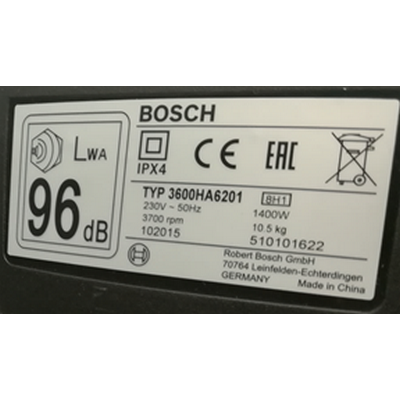 BOSCH
LWA
96 dB
IPX4
CE
EAC
TYP 3600HA6201 8H1
230V ~ 50Hz 1400W
3700 rpm 10.5 kg
102015 510101622
Robert Bosch GmbH
70764 Leinfelden-Echterdingen
GERMANY Made in China